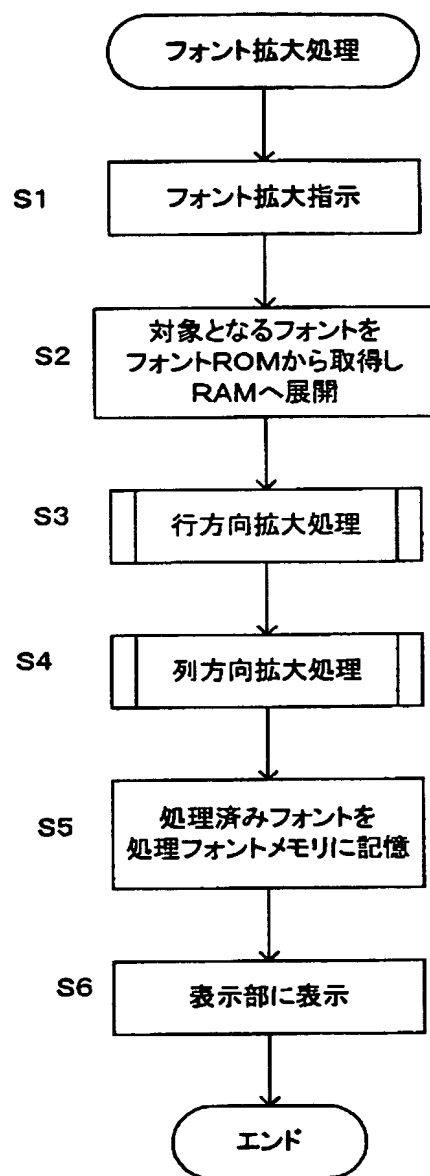 フォント拡大処理
S1
フォント拡大指示
S2
対象となるフォントを
フォントROMから取得し
RAMへ展開
S3
行方向拡大処理
S4
列方向拡大処理
S5
処理済みフォントを
処理フォントメモリに記憶
S6
表示部に表示
エンド